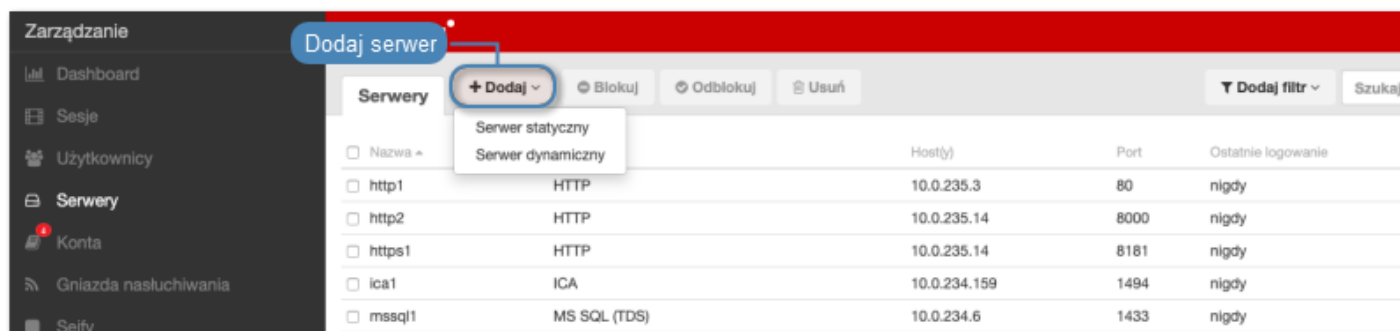 Zarządzanie
Dodaj serwer
Dashboard
Serwery
+ Dodaj
Blokuj
Odblokuj
Usuń
Dodaj filtr
Szukaj
Sesje
Serwer statyczny
Serwer dynamiczny
Użytkownicy
Nazwa
Host(y)
Port
Ostatnie logowanie
http1 HTTP 10.0.235.3 80 nigdy
Serwery
http2 HTTP 10.0.235.14 8000 nigdy
4
Konta
https1 HTTP 10.0.235.14 8181 nigdy
Gniazda nasłuchiwania
ica1 ICA 10.0.234.159 1494 nigdy
Sejfy
mssql1 MS SQL (TDS) 10.0.234.6 1433 nigdy